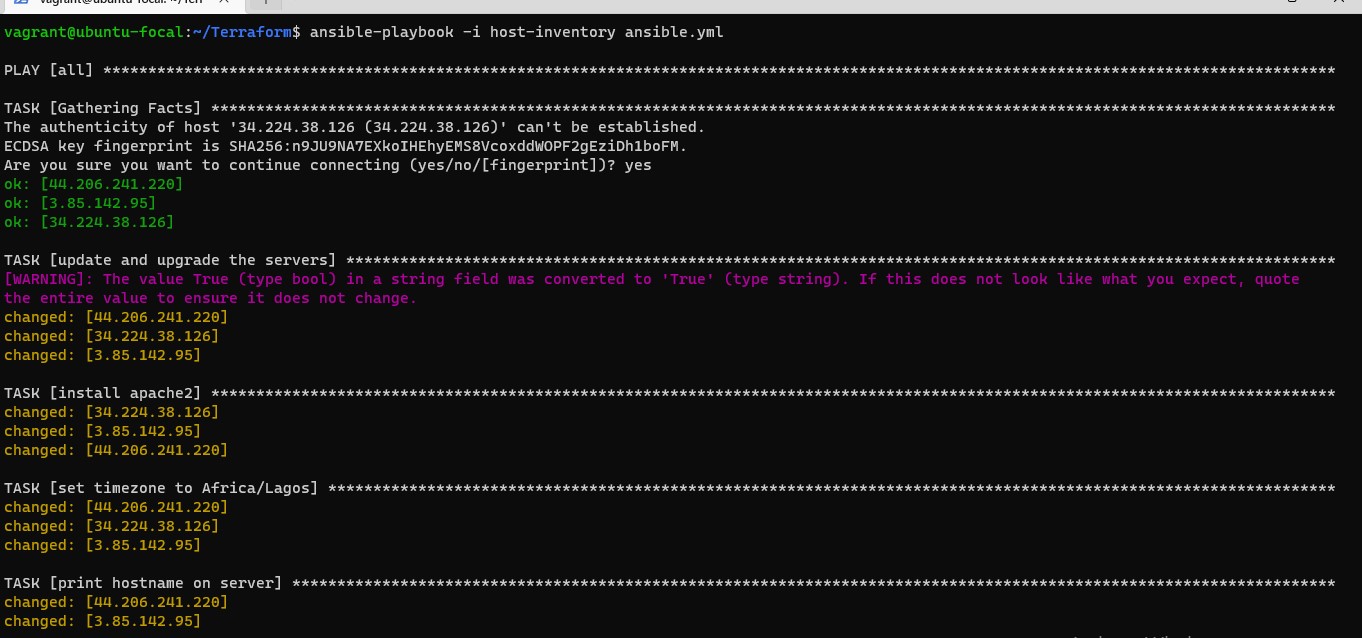 vagrant@ubuntu-focal: ~/Terr
vagrant@ubuntu-focal:~/Terraform$ ansible-playbook -i host-inventory ansible.yml
PLAY [all] *****************************************************************************************************************************************
TASK [Gathering Facts] *****************************************************************************************************************************
The authenticity of host '34.224.38.126 (34.224.38.126)' can't be established.
ECDSA key fingerprint is SHA256:n9JU9NA7EXkoIHEhyEMS8VcoxddWOPF2gEziDh1boFM.
Are you sure you want to continue connecting (yes/no/[fingerprint])? yes
ok: [44.206.241.220]
ok: [3.85.142.95]
ok: [34.224.38.126]
TASK [update and upgrade the servers] **************************************************************************************************************
[WARNING]: The value True (type bool) in a string field was converted to 'True' (type string). If this does not look like what you expect, quote
the entire value to ensure it does not change.
changed: [44.206.241.220]
changed: [34.224.38.126]
changed: [3.85.142.95]
TASK [install apache2] *****************************************************************************************************************************
changed: [34.224.38.126]
changed: [3.85.142.95]
changed: [44.206.241.220]
TASK [set timezone to Africa/Lagos] ****************************************************************************************************************
changed: [44.206.241.220]
changed: [34.224.38.126]
changed: [3.85.142.95]
TASK [print hostname on server] ********************************************************************************************************************
changed: [44.206.241.220]
changed: [3.85.142.95]